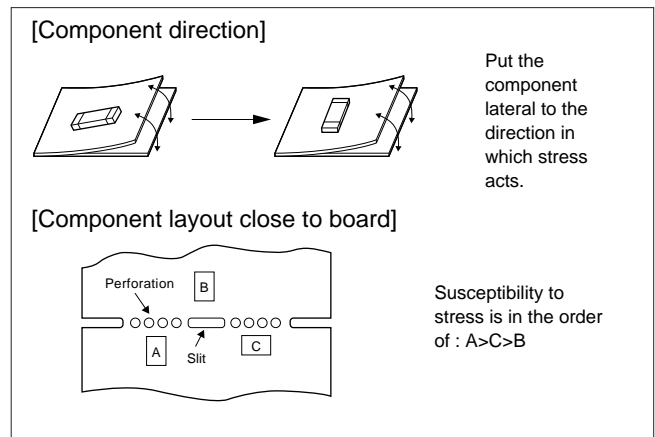 [Component direction]
Put the
component
lateral to the
direction in
which stress
acts.
[Component layout close to board]
Perforation
B
A
Slit
C
Susceptibility to
stress is in the order
of : A>C>B